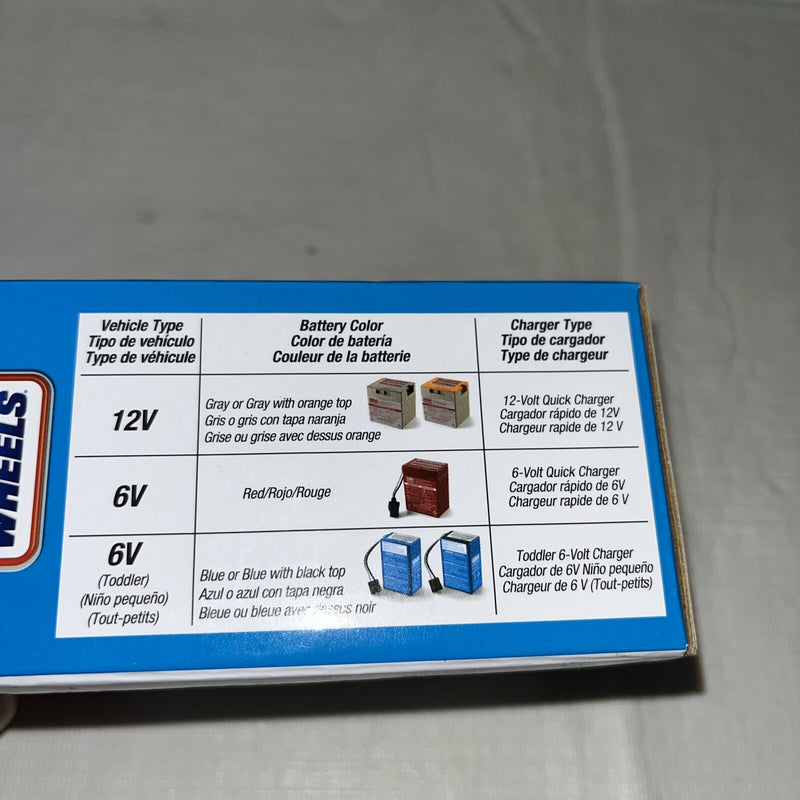 WHEELS
Vehicle Type
Tipo de vehículo
Type de véhicule
Battery Color
Color de batería
Couleur de la batterie
Charger Type
Tipo de cargador
Type de chargeur
12V
Gray or Gray with orange top
Gris o gris con tapa naranja
Grise ou grise avec dessus orange
12-Volt Quick Charger
Cargador rápido de 12V
Chargeur rapide de 12 V
6V
Red/Rojo/Rouge
6-Volt Quick Charger
Cargador rápido de 6V
Chargeur rapide de 6 V
6V
(Toddler)
(Niño pequeño)
(Tout-petits)
Blue or Blue with black top
Azul o azul con tapa negra
Bleue ou bleue avec dessus noir
Toddler 6-Volt Charger
Cargador de 6V Niño pequeño
Chargeur de 6 V (Tout-petits)